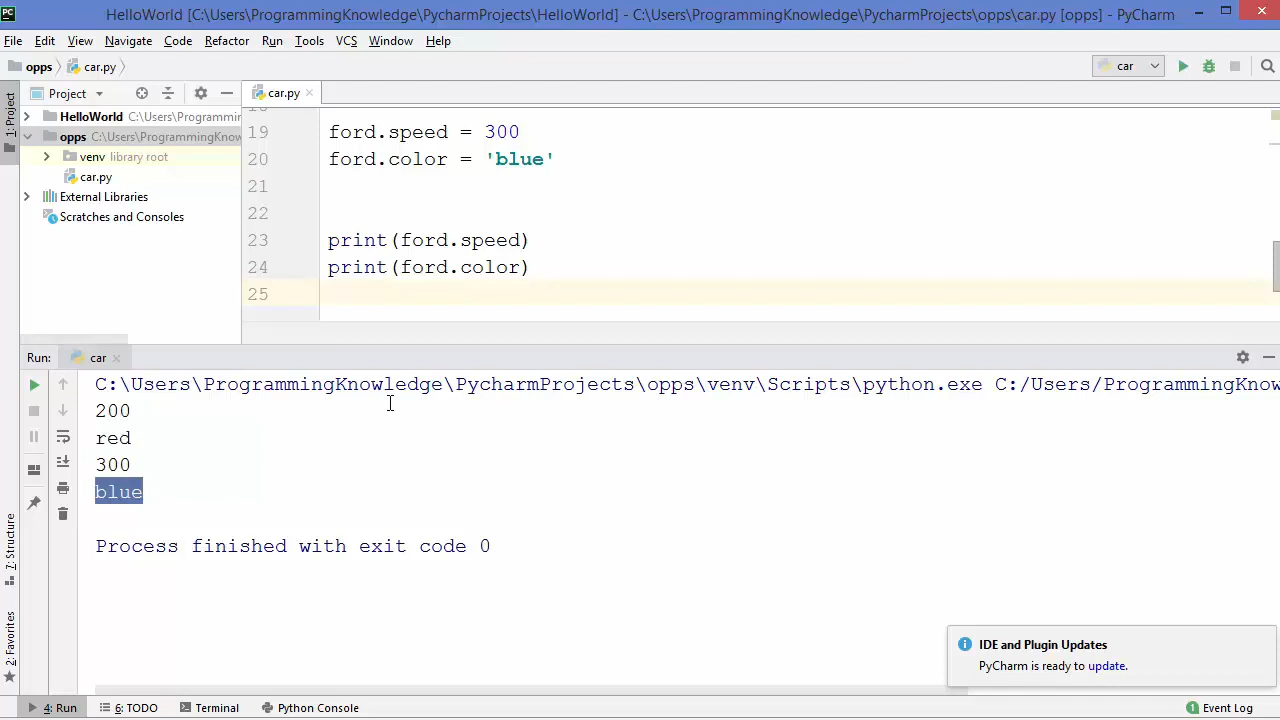 PC HelloWorld [C:\Users\ProgrammingKnowledge\PycharmProjects\HelloWorld] - C:\Users\ProgrammingKnowledge\PycharmProjects\opps\car.py [opps] - PyCharm
File Edit View Navigate Code Refactor Run Tools VCS Window Help
opps car.py car
1: Project
Project car.py
HelloWorld C:\Users\Programmin
opps C:\Users\ProgrammingKnow
venv library root
car.py
External Libraries
Scratches and Consoles
19 ford.speed = 300
20 ford.color = 'blue'
21
22
23 print(ford.speed)
24 print(ford.color)
25
Run: car
C:\Users\ProgrammingKnowledge\PycharmProjects\opps\venv\Scripts\python.exe C:/Users/ProgrammingKnow
200
red
300
blue
Process finished with exit code 0
7: Structure
2: Favorites
IDE and Plugin Updates
PyCharm is ready to update.
4: Run 6: TODO Terminal Python Console 1 Event Log